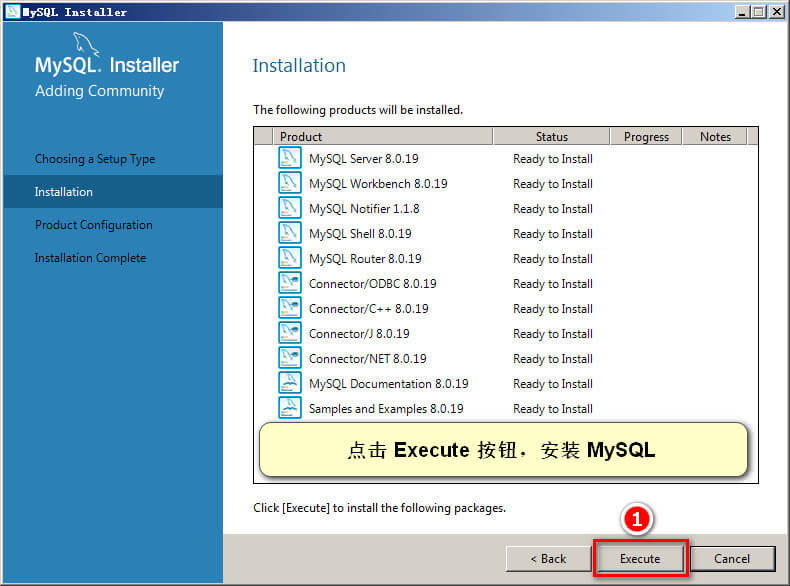 MySQL Installer
MySQL. Installer
Adding Community
Choosing a Setup Type
Installation
Product Configuration
Installation Complete
Installation
The following products will be installed.
Product Status Progress Notes
MySQL Server 8.0.19 Ready to Install
MySQL Workbench 8.0.19 Ready to Install
MySQL Notifier 1.1.8 Ready to Install
MySQL Shell 8.0.19 Ready to Install
MySQL Router 8.0.19 Ready to Install
Connector/ODBC 8.0.19 Ready to Install
Connector/C++ 8.0.19 Ready to Install
Connector/J 8.0.19 Ready to Install
Connector/NET 8.0.19 Ready to Install
MySQL Documentation 8.0.19 Ready to Install
Samples and Examples 8.0.19 Ready to Install
点击 Execute 按钮，安装 MySQL
Click [Execute] to install the following packages.
1
< Back Execute Cancel